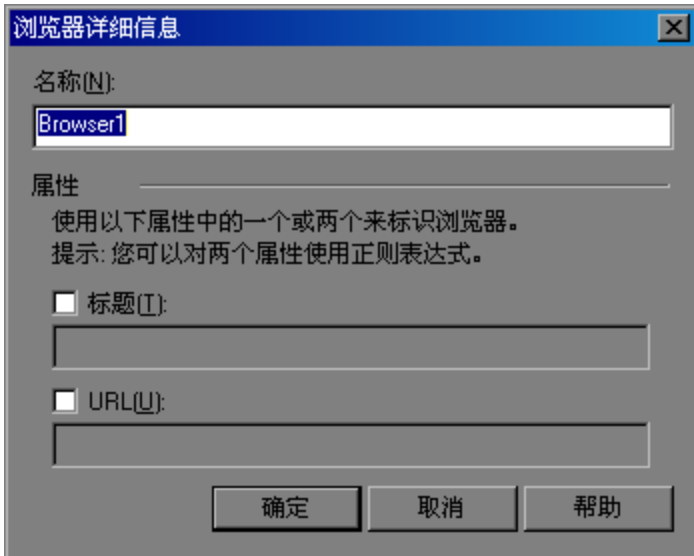 浏览器详细信息
名称(N):
Browser1
属性
使用以下属性中的一个或两个来标识浏览器。
提示: 您可以对两个属性使用正则表达式。
标题(T):
URL(U):
确定 取消 帮助